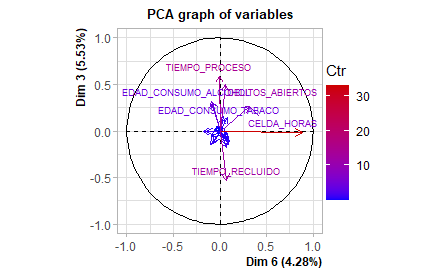 PCA graph of variables
Dim 3 (5.53%)
1.0
0.5
0.0
-0.5
-1.0
TIEMPO_PROCESO
EDAD_CONSUMO_ALCOHOL
DELITOS_ABIERTOS
EDAD_CONSUMO_TABACO
CELDA_HORAS
TIEMPO_RECLUIDO
-1.0 -0.5 0.0 0.5 1.0
Dim 6 (4.28%)
Ctr
30
20
10